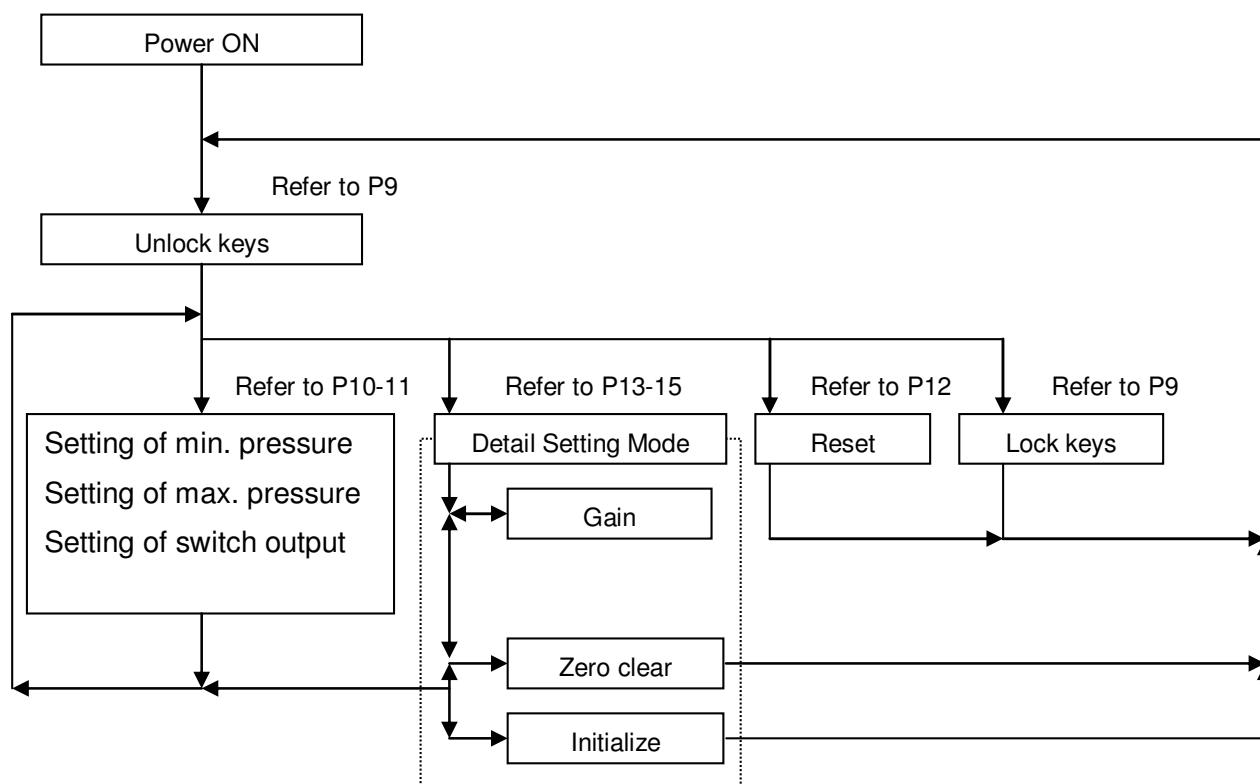 Power ON
Refer to P9
Unlock keys
Refer to P10-11
Refer to P13-15
Refer to P12
Refer to P9
Setting of min. pressure
Setting of max. pressure
Setting of switch output
Detail Setting Mode
Reset
Lock keys
Gain
Zero clear
Initialize